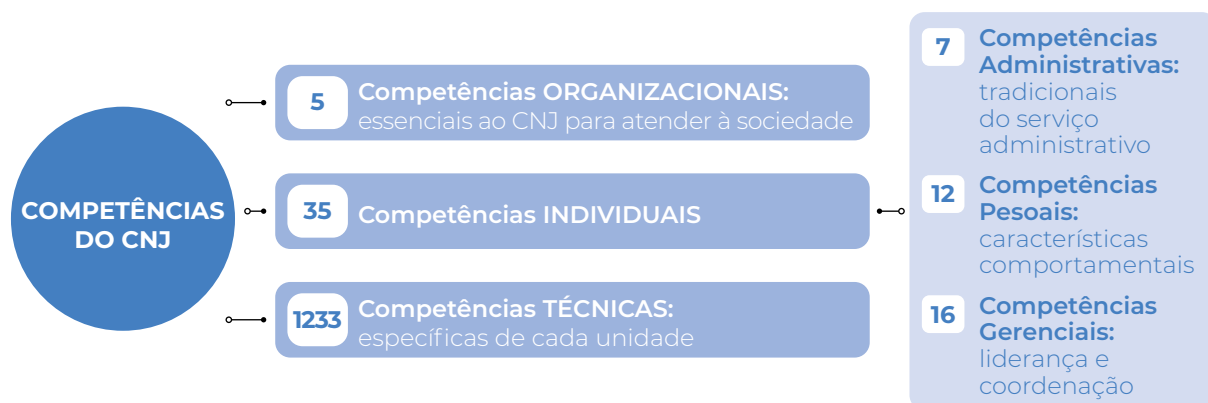 COMPETÊNCIAS
DO CNJ
5
Competências ORGANIZACIONAIS:
essenciais ao CNJ para atender à sociedade
35
Competências INDIVIDUAIS
1233
Competências TÉCNICAS:
específicas de cada unidade
7
Competências
Administrativas:
tradicionais
do serviço
administrativo
12
Competências
Pesoais:
características
comportamentais
16
Competências
Gerenciais:
liderança e
coordenação